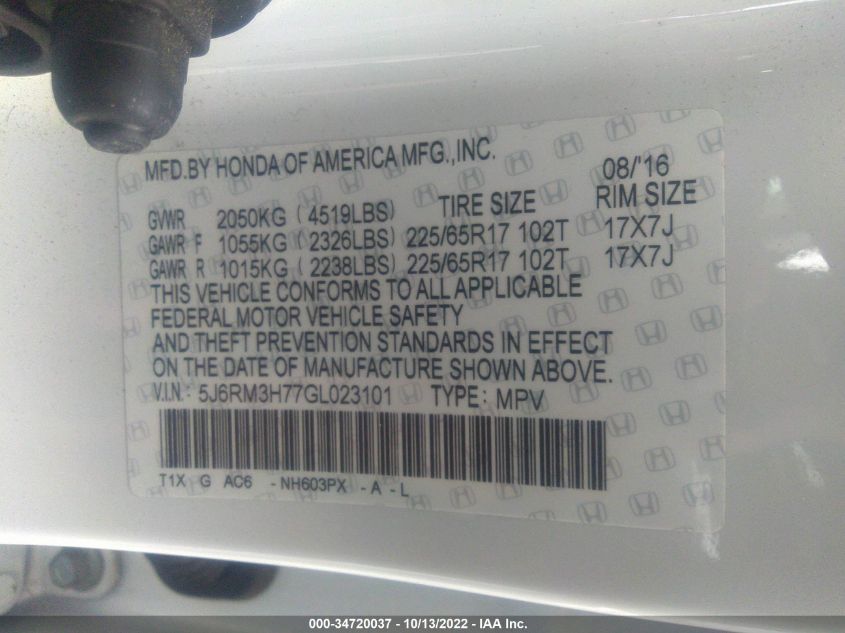 MFD.BY HONDA OF AMERICA MFG.,INC. 08/'16
TIRE SIZE RIM SIZE
GVWR 2050KG ( 4519LBS)
GAWR F 1055KG ( 2326LBS) 225/65R17 102T 17X7J
GAWR R 1015KG ( 2238LBS) 225/65R17 102T 17X7J
THIS VEHICLE CONFORMS TO ALL APPLICABLE
FEDERAL MOTOR VEHICLE SAFETY
AND THEFT PREVENTION STANDARDS IN EFFECT
ON THE DATE OF MANUFACTURE SHOWN ABOVE.
V.I.N.: 5J6RM3H77GL023101 TYPE: MPV
T1X G AC6 -NH603PX -A -L
000-34720037 - 10/13/2022 - IAA Inc.